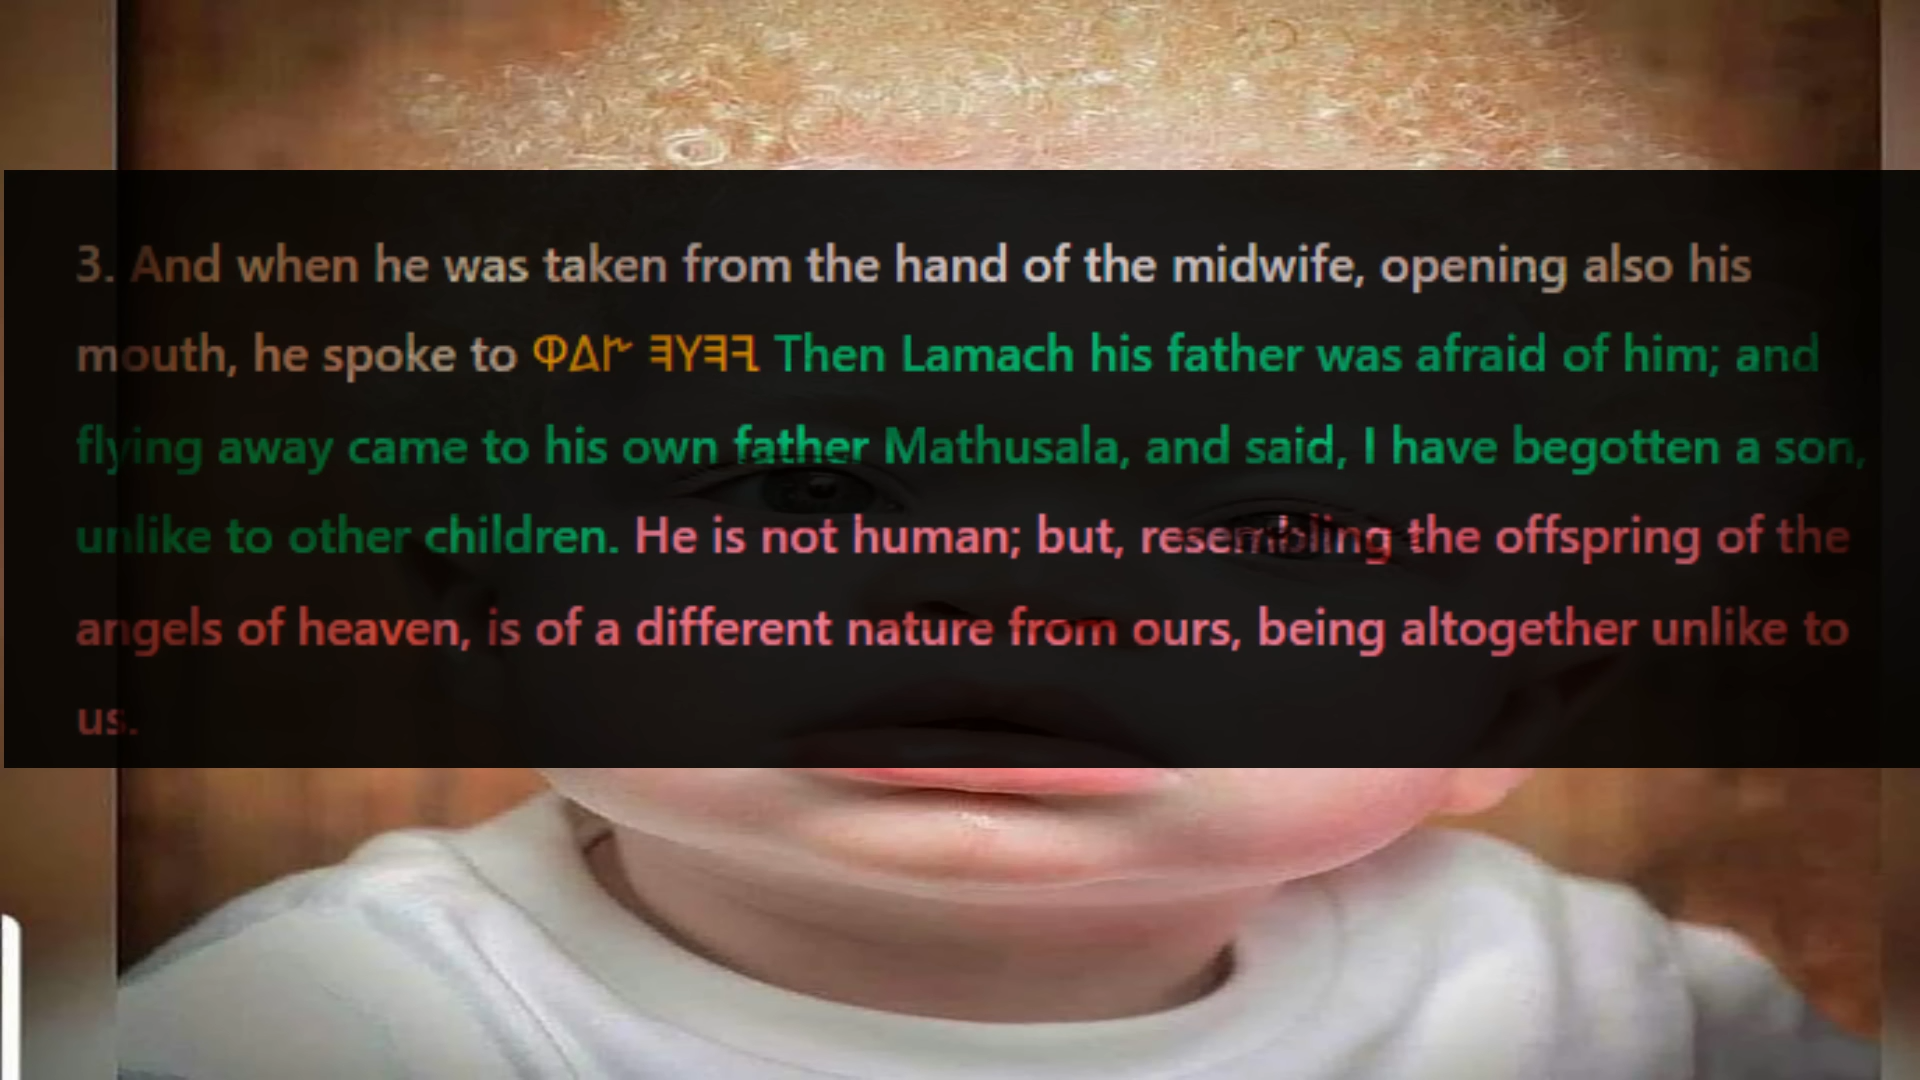 3. And when he was taken from the hand of the midwife, opening also his
mouth, he spoke to 𐤉𐤄𐤅𐤄 𐤑𐤃𐤒 Then Lamach his father was afraid of him; and
flying away came to his own father Mathusala, and said, I have begotten a son,
unlike to other children. He is not human; but, resembling the offspring of the
angels of heaven, is of a different nature from ours, being altogether unlike to
us.